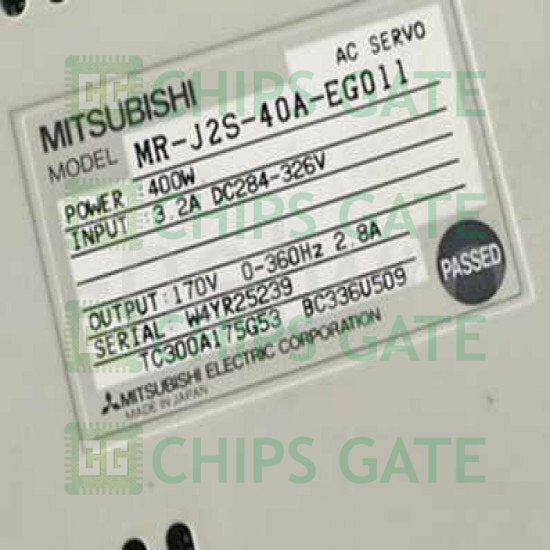 AC SERVO
MITSUBISHI
MODEL MR-J2S-40A-EG011
POWER :400W
INPUT :3.2A DC284-326V
OUTPUT:170V 0-360Hz 2.8A
SERIAL: W4YR25239
TC300A175G53 BC336U509
PASSED
MITSUBISHI ELECTRIC CORPORATION
MADE IN JAPAN
CHIPS GATE
CHIPS GATE
CHIPS GATE
CHIPS GATE